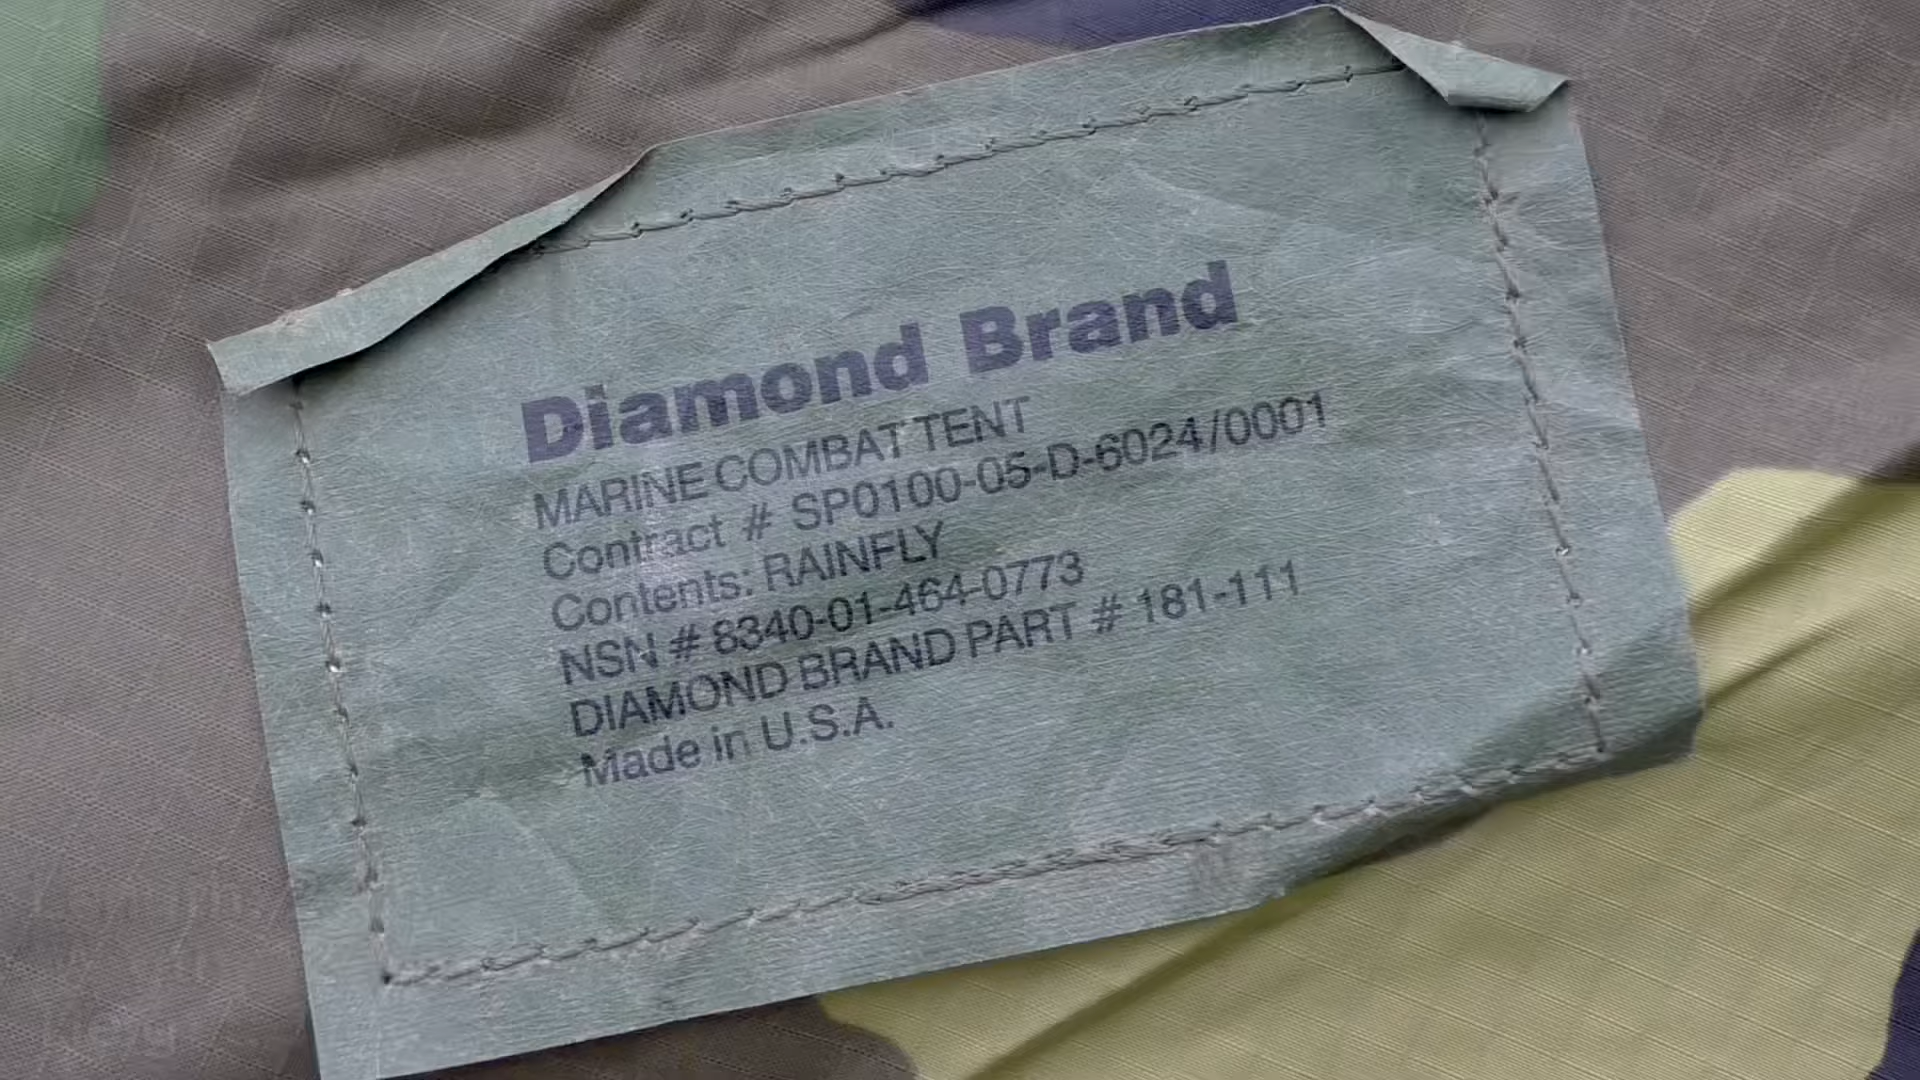 Diamond Brand
MARINE COMBAT TENT
Contract # SP0100-05-D-6024/0001
Contents: RAINFLY
NSN # 8340-01-464-0773
DIAMOND BRAND PART # 181-111
Made in U.S.A.